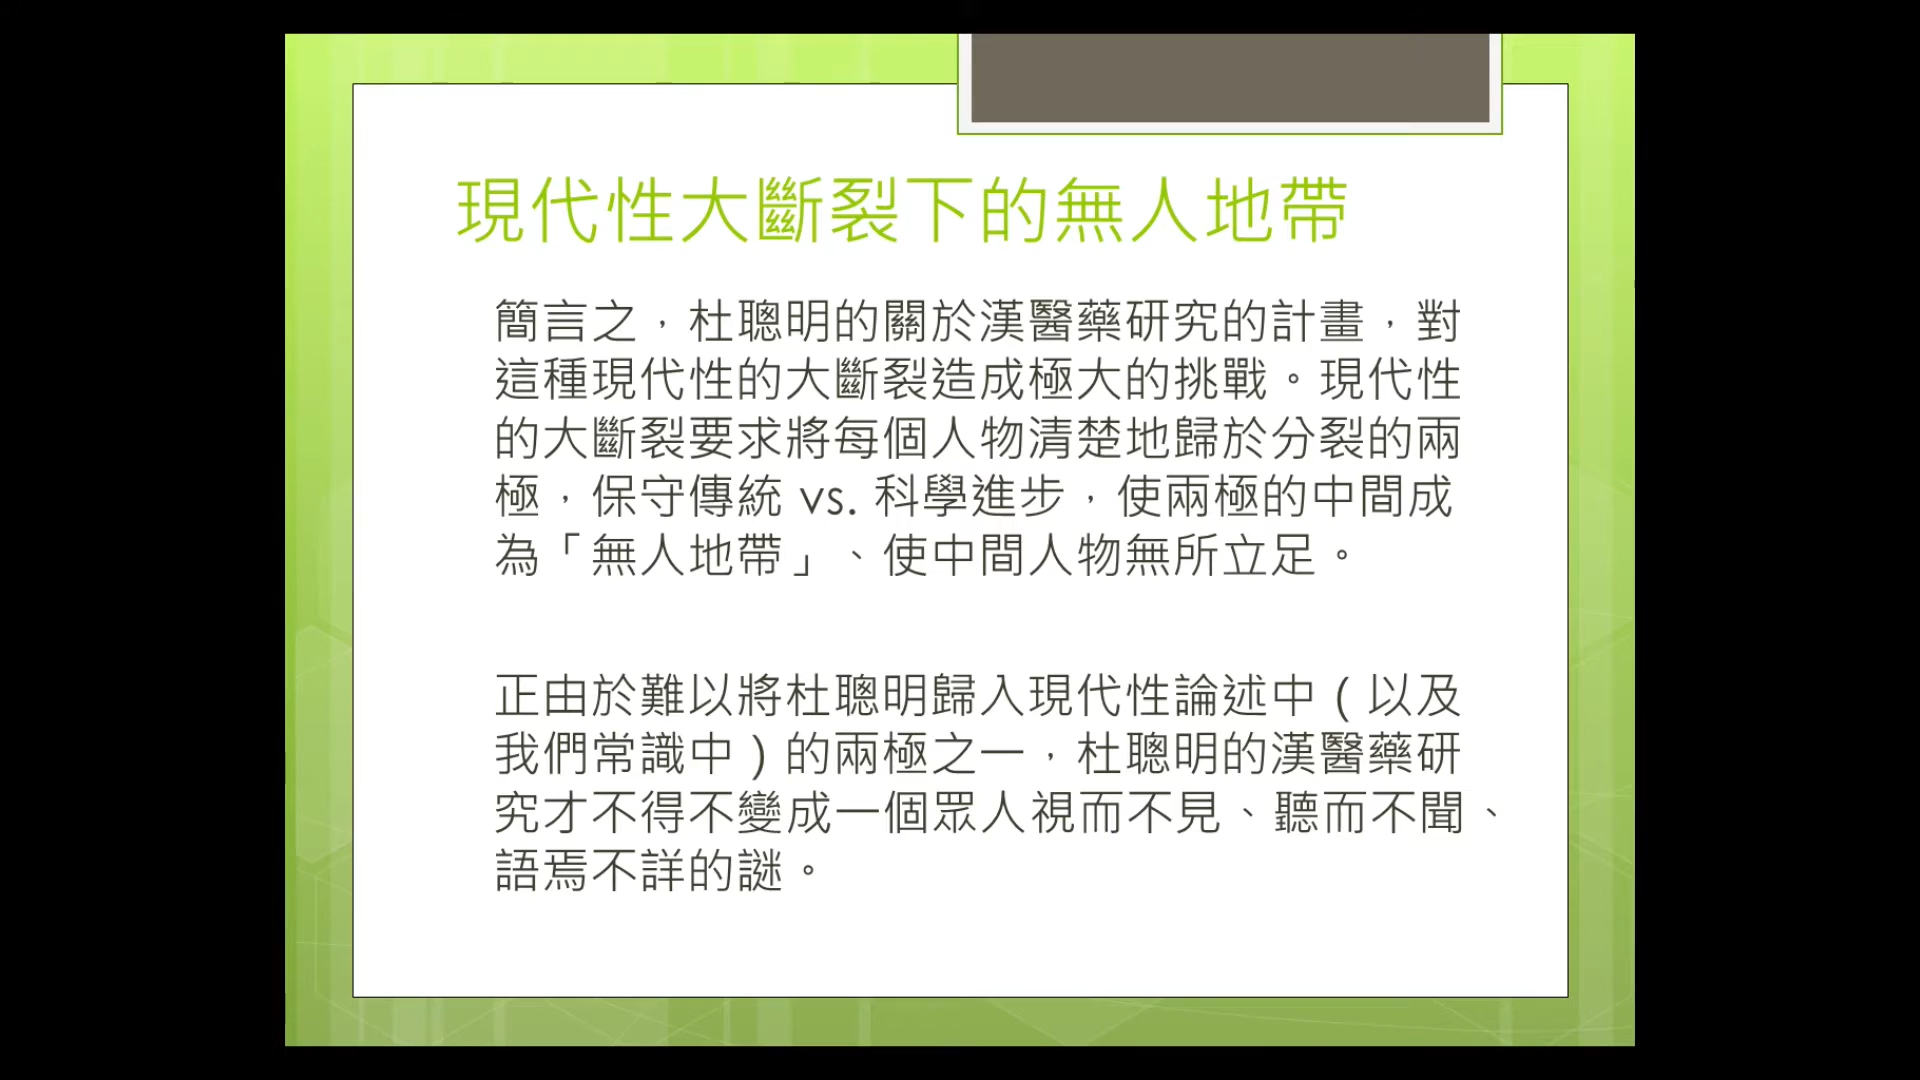 現代性大斷裂下的無人地帶
簡言之，杜聰明的關於漢醫藥研究的計畫，對
這種現代性的大斷裂造成極大的挑戰。現代性
的大斷裂要求將每個人物清楚地歸於分裂的兩
極，保守傳統 vs. 科學進步，使兩極的中間成
為「無人地帶」、使中間人物無所立足。
正由於難以將杜聰明歸入現代性論述中（以及
我們常識中）的兩極之一，杜聰明的漢醫藥研
究才不得不變成一個眾人視而不見、聽而不聞、
語焉不詳的謎。